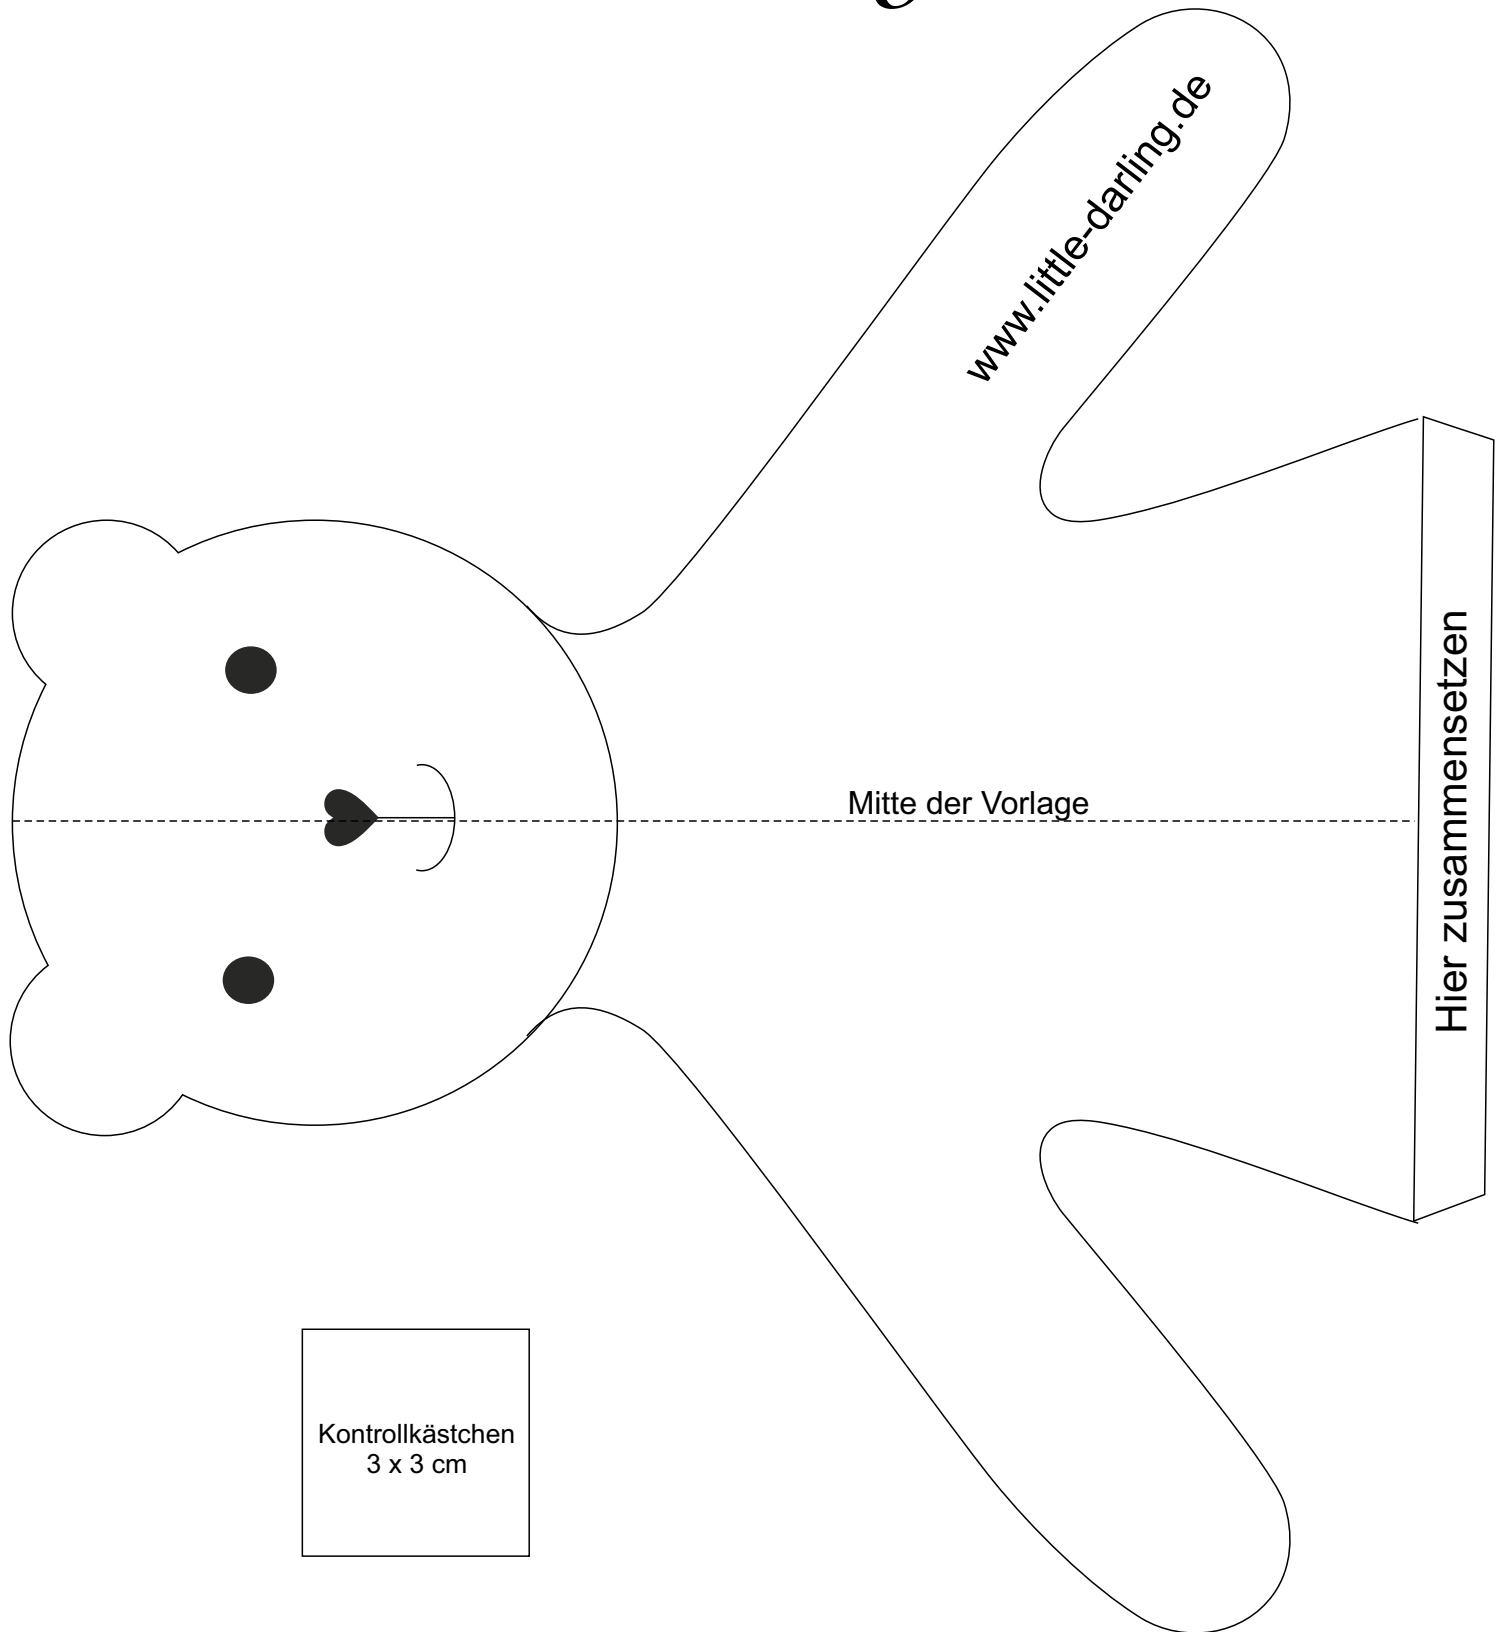 www.little-darling.de
Mitte der Vorlage
Hier zusammensetzen
Kontrollkästchen
3 x 3 cm